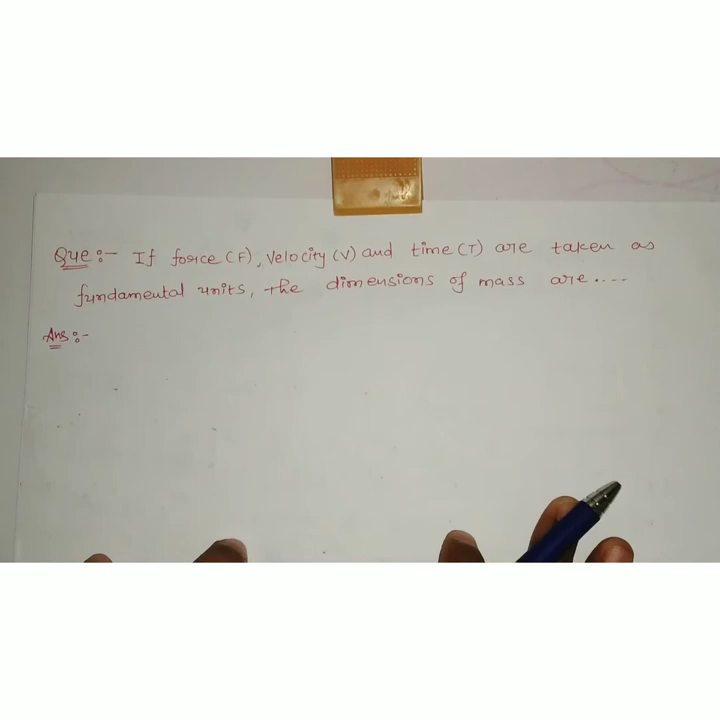 Que:- If force (F), Velocity (V) and time (T) are taken as
fundamental units, the dimensions of mass are....
Ans:-